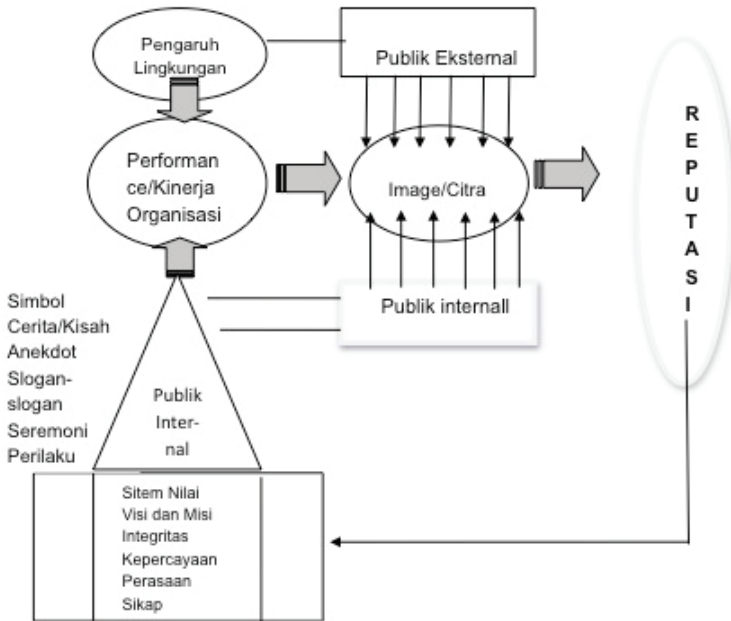 Pengaruh
Lingkungan
Publik Eksternal
Performan
ce/Kinerja
Organisasi
Image/Citra
R
E
P
U
T
A
S
I
Publik internall
Simbol
Cerita/Kisah
Anekdot
Slogan-
slogan
Seremoni
Perilaku
Publik
Inter-
nal
Sitem Nilai
Visi dan Misi
Integritas
Kepercayaan
Perasaan
Sikap